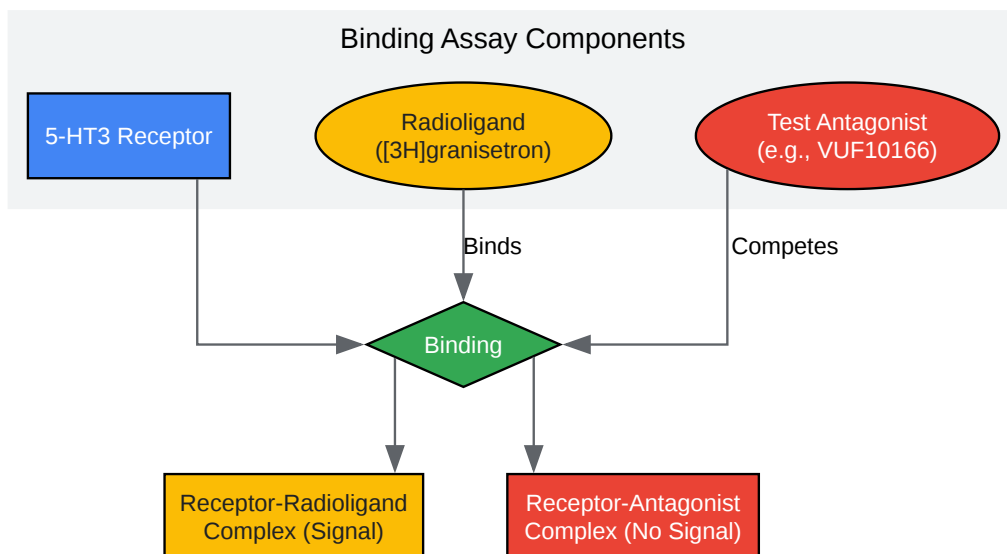 Binding Assay Components
5-HT3 Receptor
Radioligand
([3H]granisetron)
Test Antagonist
(e.g., VUF10166)
Binds
Competes
Binding
Receptor-Radioligand
Complex (Signal)
Receptor-Antagonist
Complex (No Signal)